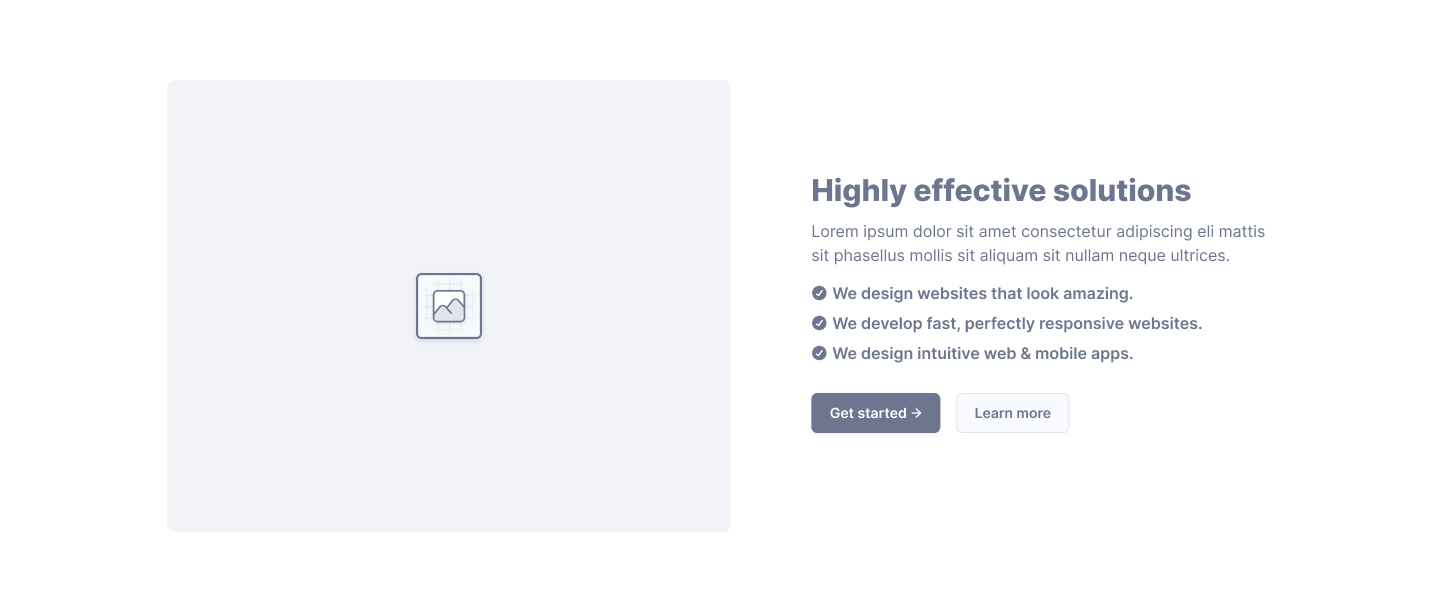 Highly effective solutions
Lorem ipsum dolor sit amet consectetur adipiscing eli mattis
sit phasellus mollis sit aliquam sit nullam neque ultrices.
We design websites that look amazing.
We develop fast, perfectly responsive websites.
We design intuitive web & mobile apps.
Get started →
Learn more